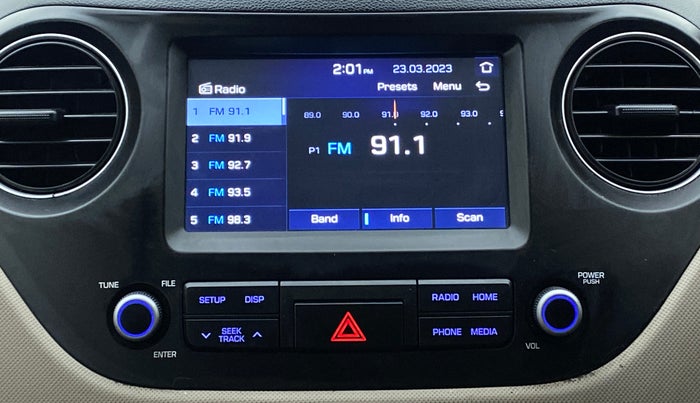 2:01 PM 23.03.2023
Radio
Presets Menu
1 FM 91.1
89.0 90.0 91.0 92.0 93.0
2 FM 91.9
P1 FM 91.1
3 FM 92.7
4 FM 93.5
5 FM 98.3
Band Info Scan
TUNE FILE
ENTER
SETUP DISP
SEEK
TRACK
RADIO HOME
PHONE MEDIA
POWER
PUSH
VOL